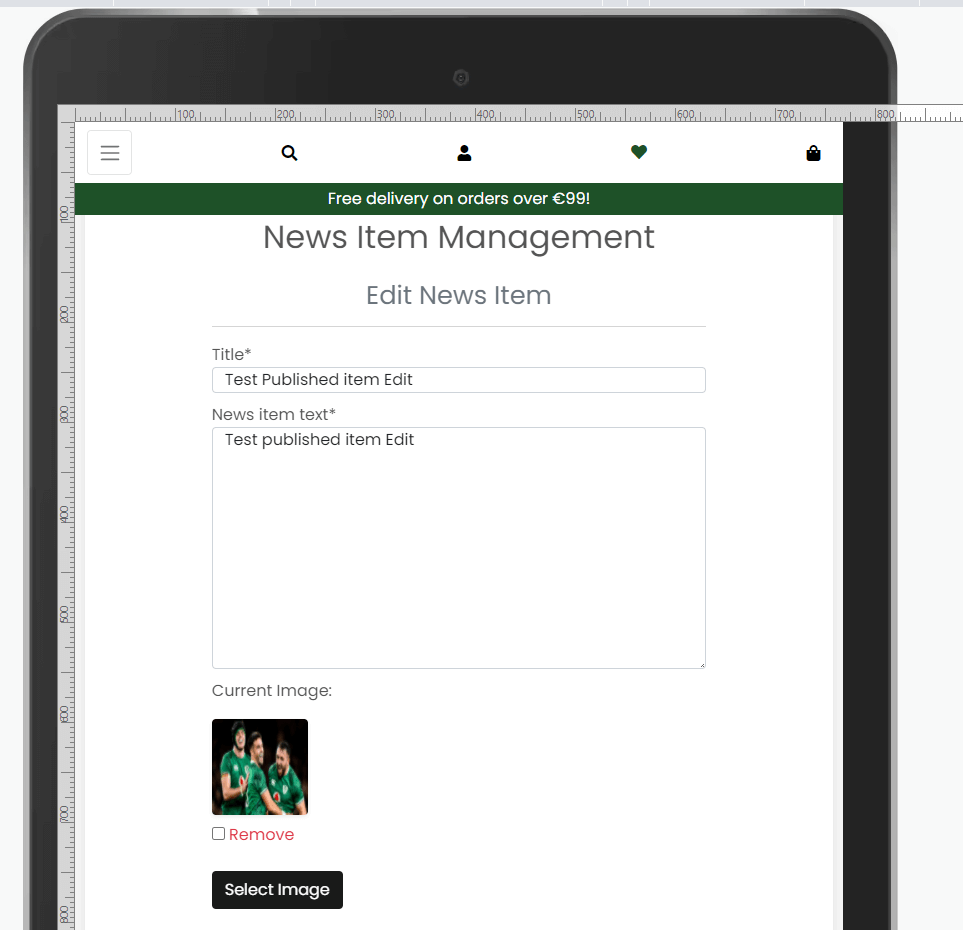 100 200 300 400 500 600 700 800
Free delivery on orders over €99!
News Item Management
Edit News Item
Title*
Test Published item Edit
News item text*
Test published item Edit
Current Image:
Remove
Select Image
100
200
300
400
500
600
700
800